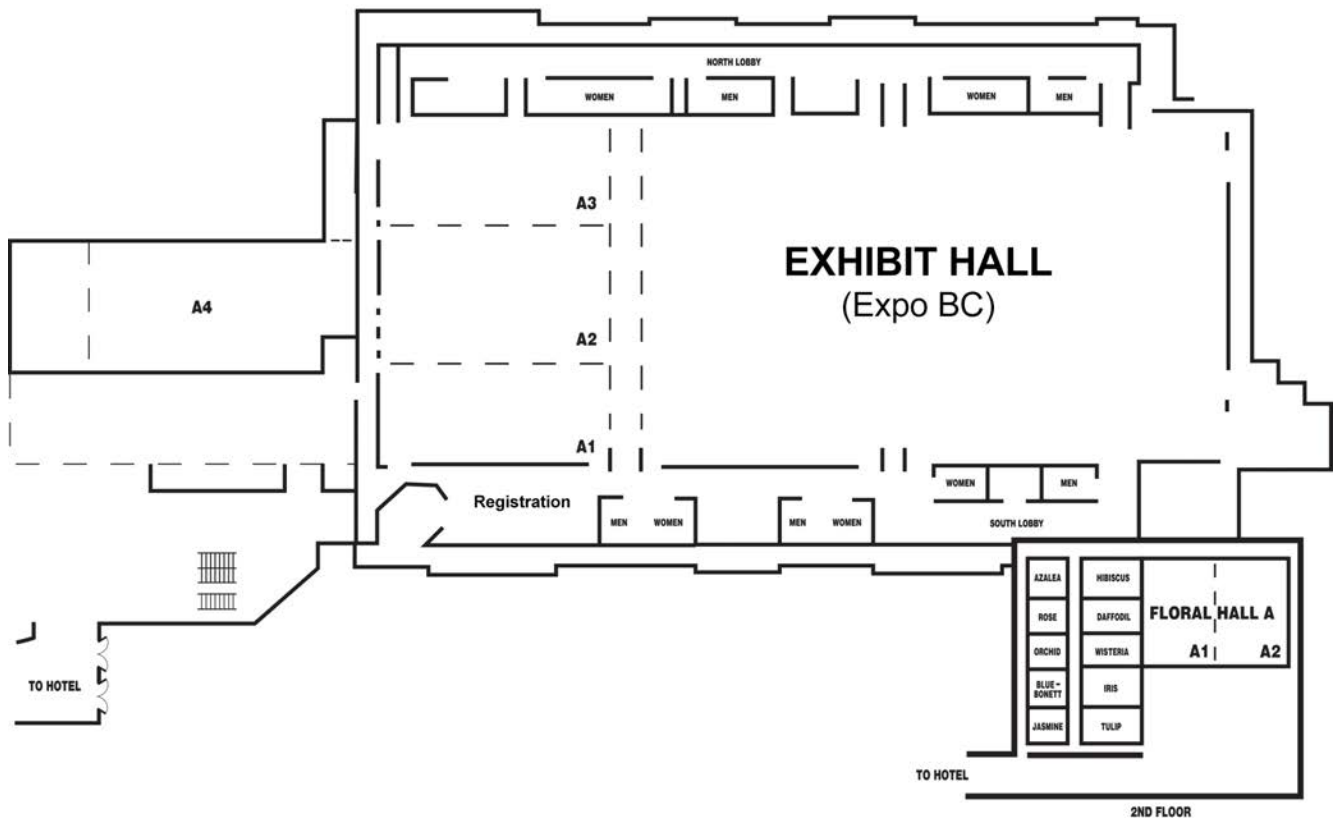 NORTH LOBBY
WOMEN
MEN
WOMEN
MEN
A3
EXHIBIT HALL
(Expo BC)
A4
A2
A1
Registration
MEN
WOMEN
MEN
WOMEN
WOMEN
MEN
SOUTH LOBBY
AZALEA
HIBISCUS
ROSE
DAFFODIL
FLORAL HALL A
ORCHID
WISTERIA
A1
A2
BLUE-
BONETT
IRIS
JASMINE
TULIP
TO HOTEL
TO HOTEL
2ND FLOOR